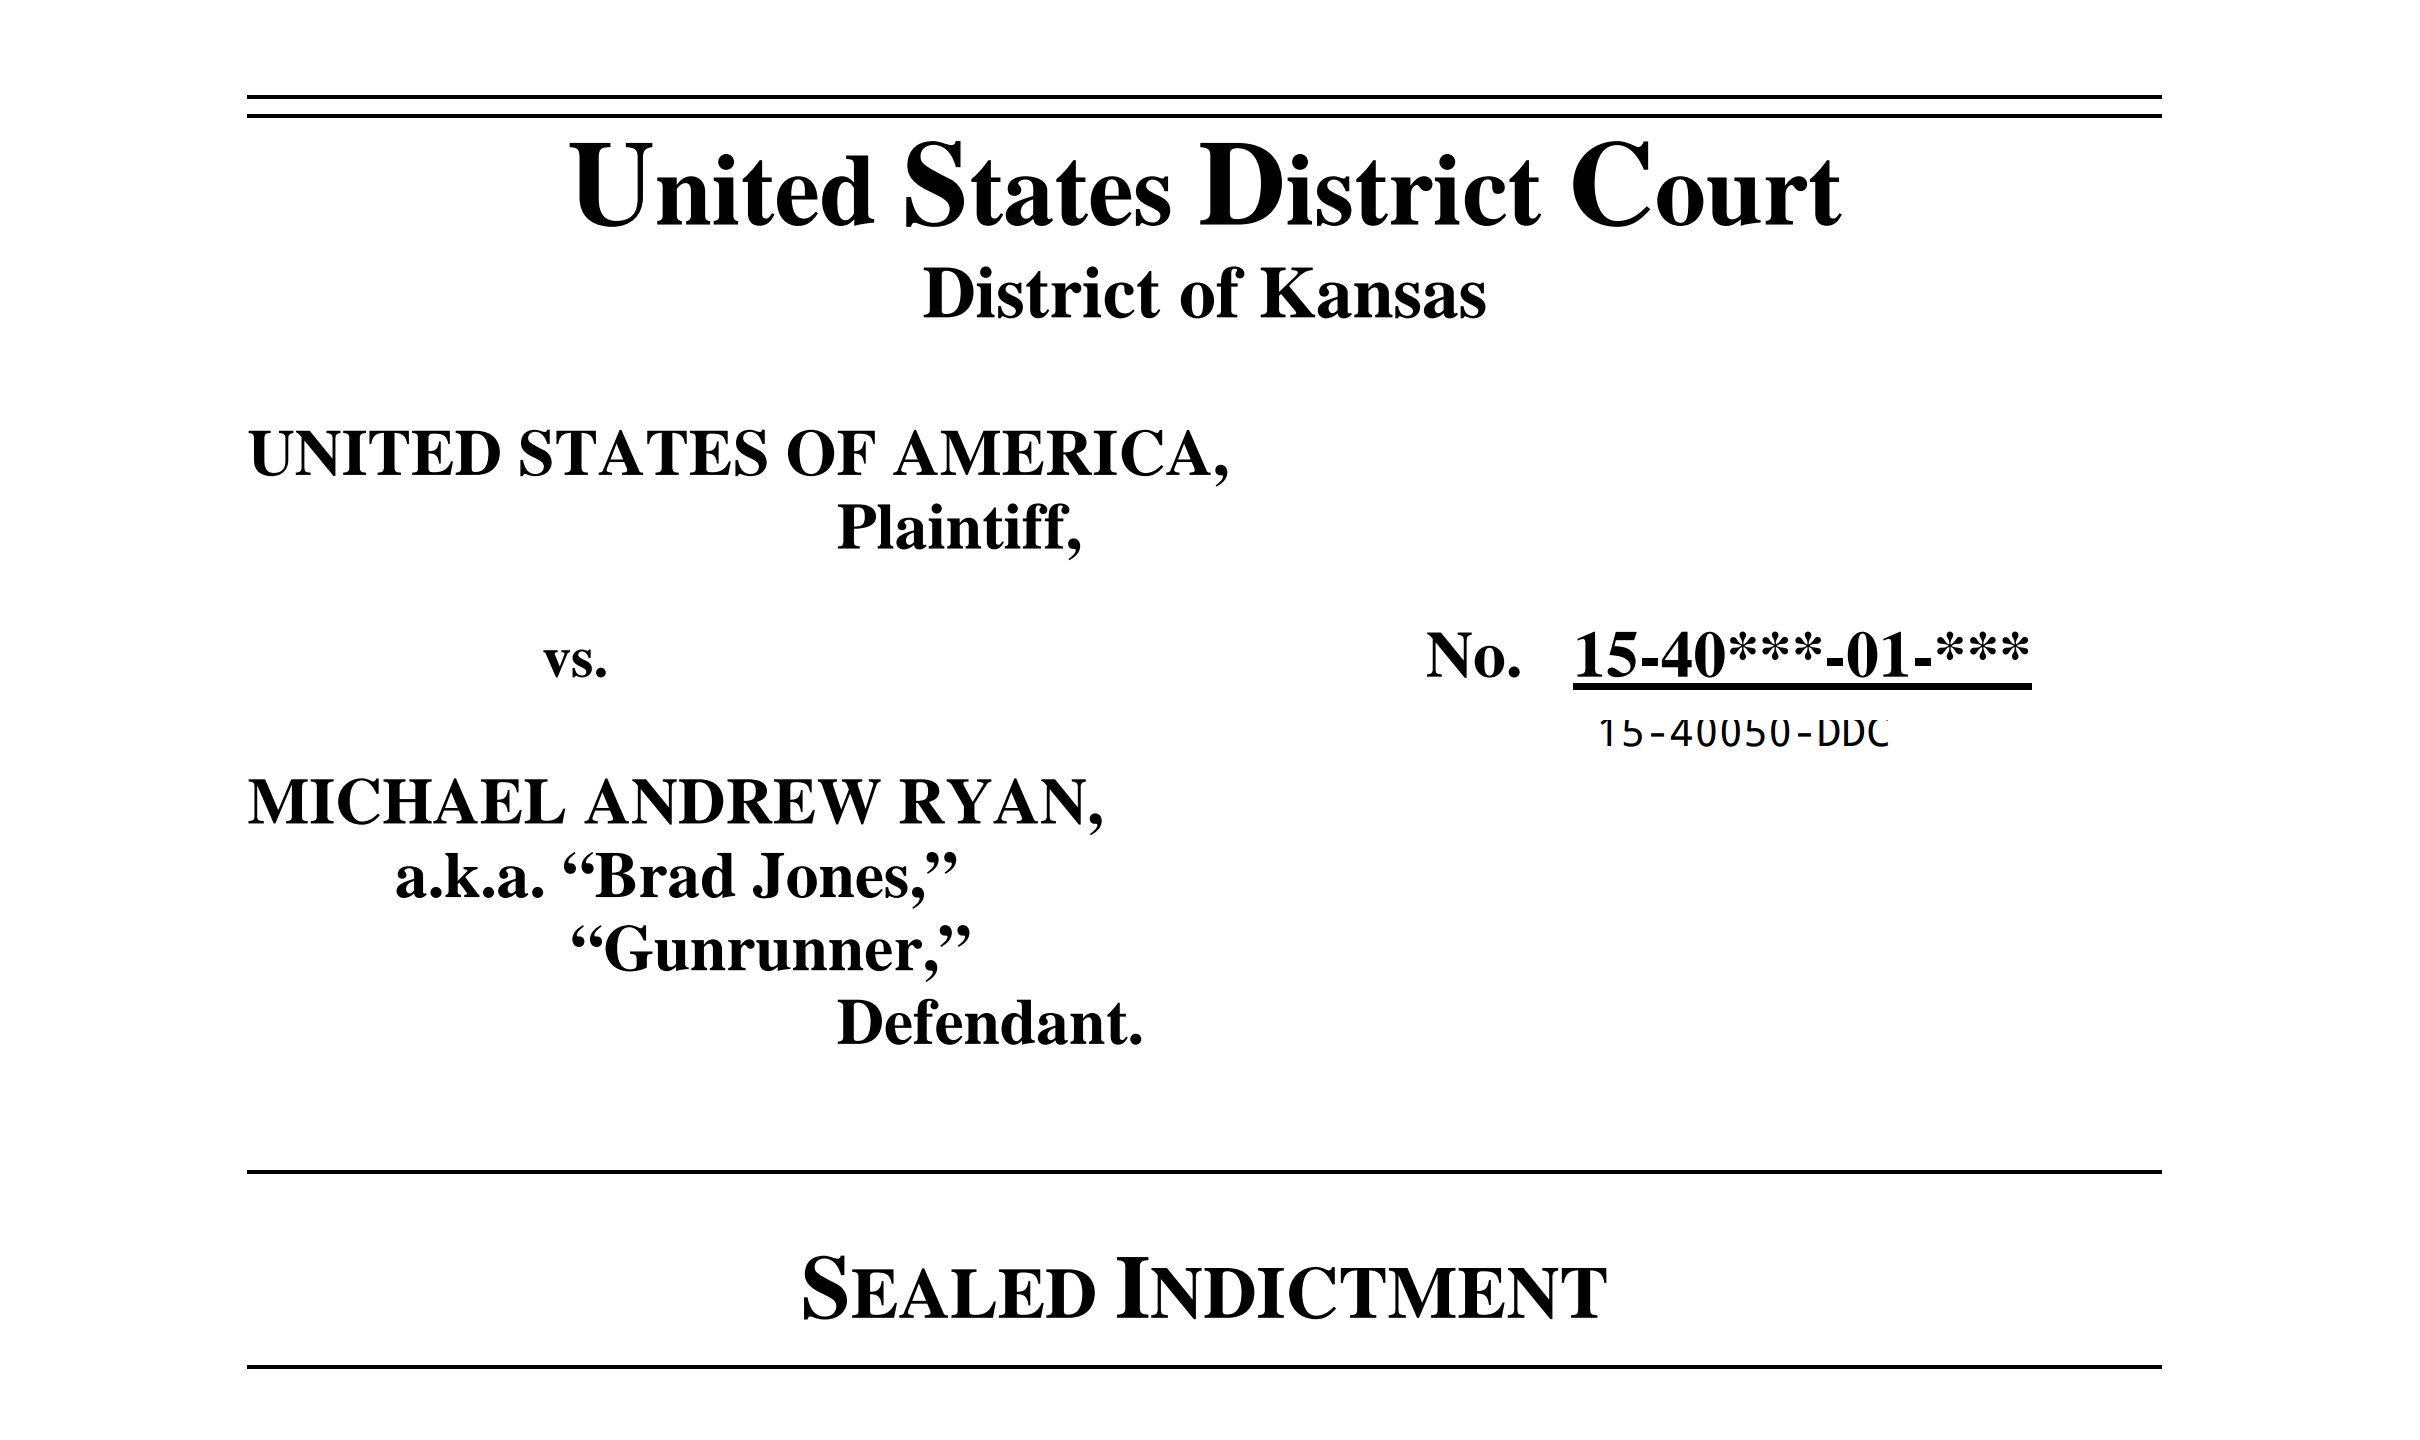 United States District Court
District of Kansas
UNITED STATES OF AMERICA,
Plaintiff,
vs.
No. 15-40***-01-***
15-40050-DDC
MICHAEL ANDREW RYAN,
a.k.a. “Brad Jones,”
“Gunrunner,”
Defendant.
SEALED INDICTMENT